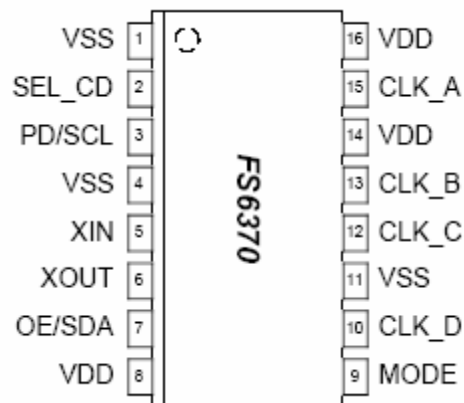 VSS 1 16 VDD
SEL_CD 2 15 CLK_A
PD/SCL 3 14 VDD
VSS 4 13 CLK_B
XIN 5 12 CLK_C
XOUT 6 11 VSS
OE/SDA 7 10 CLK_D
VDD 8 9 MODE
FS6370